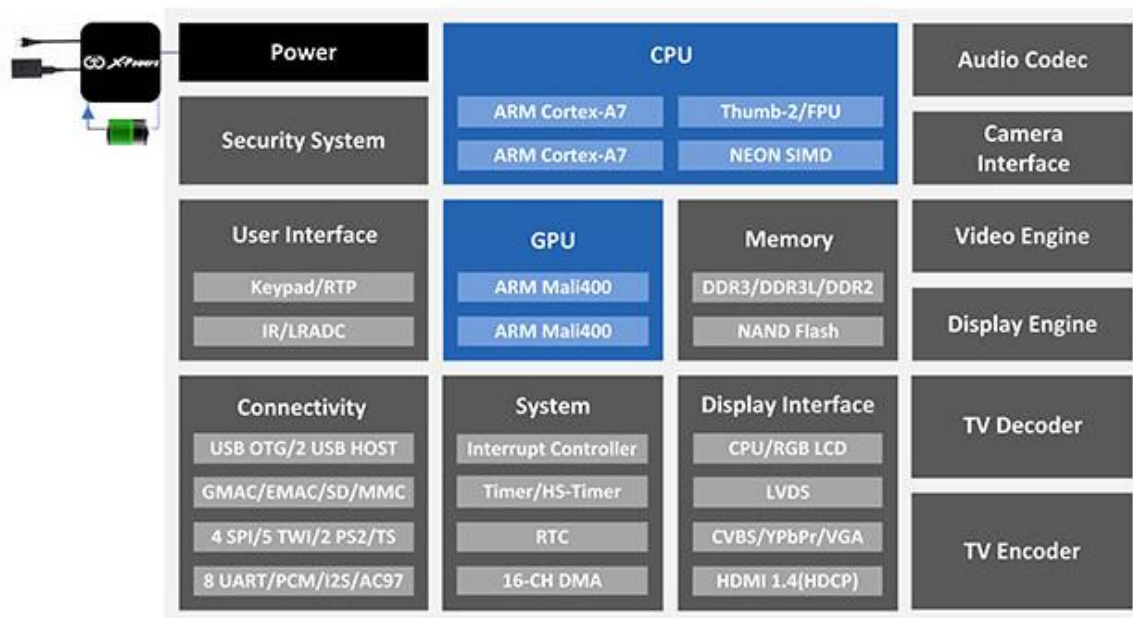 X-Powers
Power
Security System
CPU
ARM Cortex-A7
Thumb-2/FPU
ARM Cortex-A7
NEON SIMD
Audio Codec
Camera
Interface
User Interface
Keypad/RTP
IR/LRADC
GPU
ARM Mali400
ARM Mali400
Memory
DDR3/DDR3L/DDR2
NAND Flash
Video Engine
Display Engine
Connectivity
USB OTG/2 USB HOST
GMAC/EMAC/SD/MMC
4 SPI/5 TWI/2 PS2/TS
8 UART/PCM/I2S/AC97
System
Interrupt Controller
Timer/HS-Timer
RTC
16-CH DMA
Display Interface
CPU/RGB LCD
LVDS
CVBS/YPbPr/VGA
HDMI 1.4(HDCP)
TV Decoder
TV Encoder